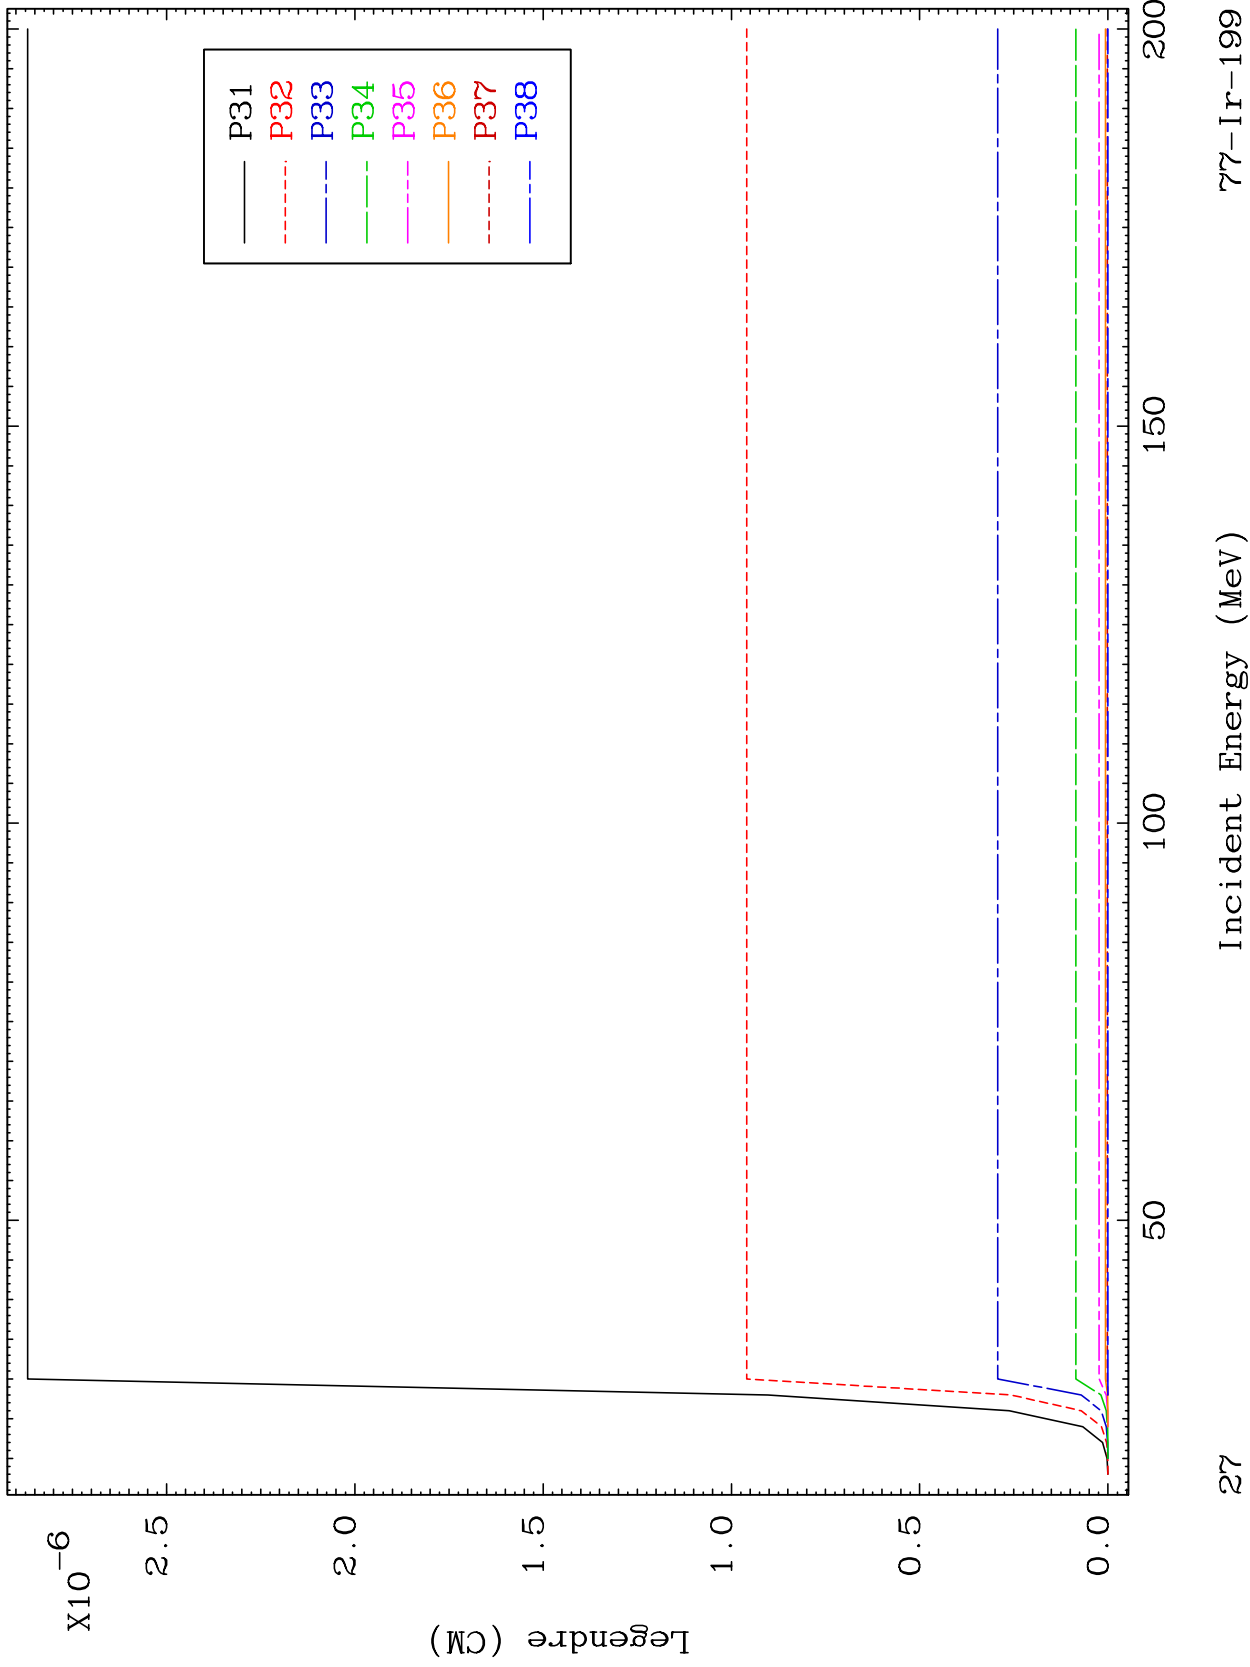 X10-6
2.5
2.0
1.5
1.0
0.5
0.0
Legendre (CM)
P31
P32
P33
P34
P35
P36
P37
P38
50
100
150
200
Incident Energy (MeV)
27
77-Ir-199